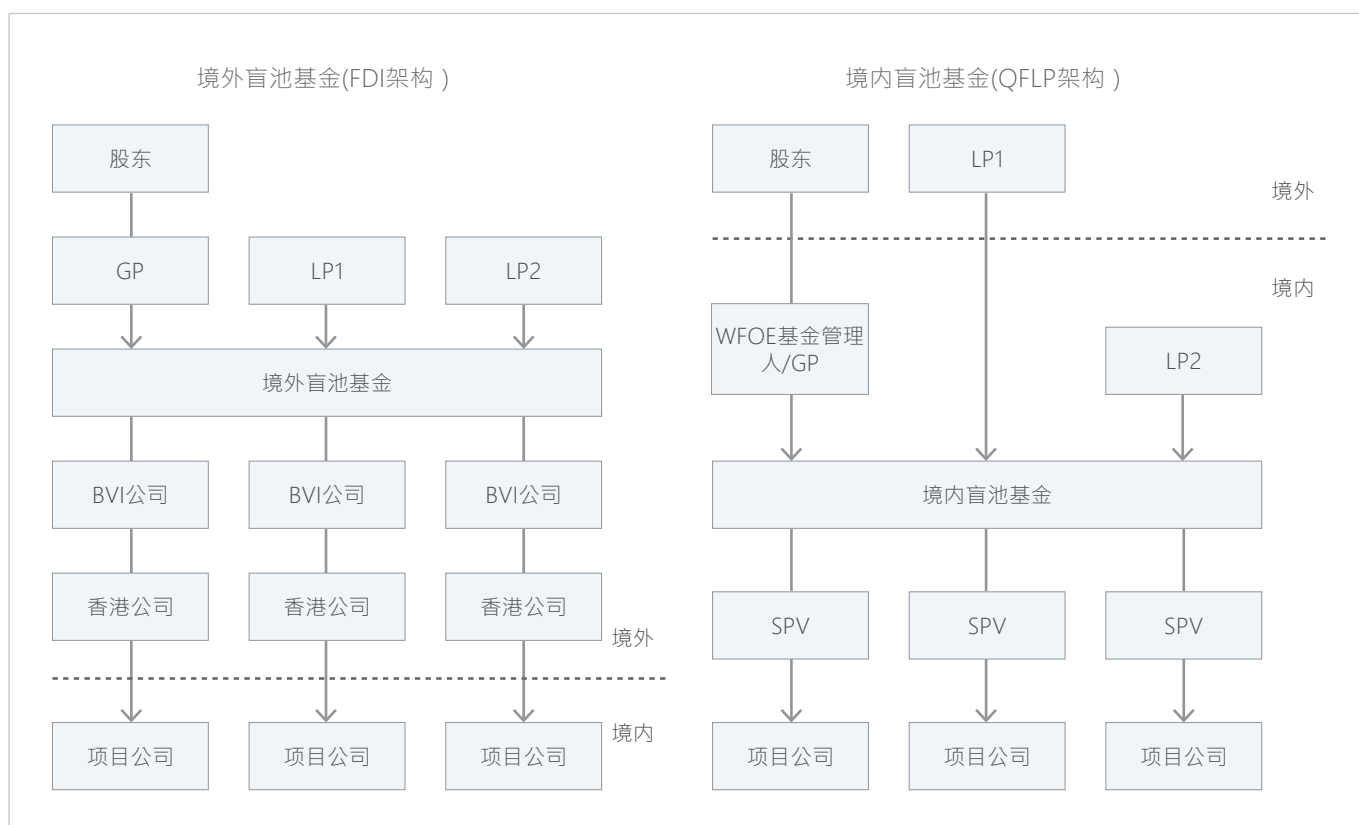 境外盲池基金(FDI架构 )
股东
GP
LP1
LP2
境外盲池基金
BVI公司
BVI公司
BVI公司
香港公司
香港公司
香港公司
境外
境内
项目公司
项目公司
项目公司
境内盲池基金(QFLP架构 )
股东
LP1
境外
境内
WFOE基金管理
人/GP
LP2
境内盲池基金
SPV
SPV
SPV
项目公司
项目公司
项目公司